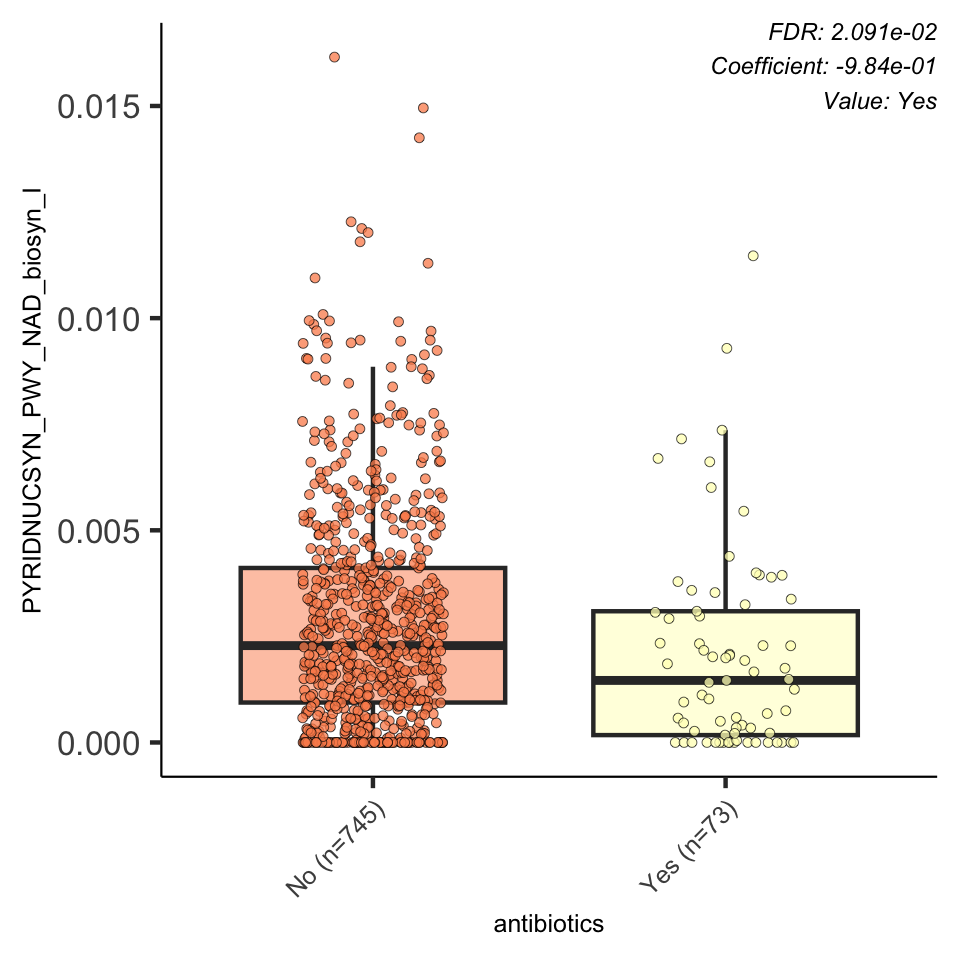 FDR: 2.091e-02
Coefficient: -9.84e-01
Value: Yes
PYRIDNUCSYN_PWY_NAD_biosyn_I
0.015
0.010
0.005
0.000
No (n=745)
Yes (n=73)
antibiotics